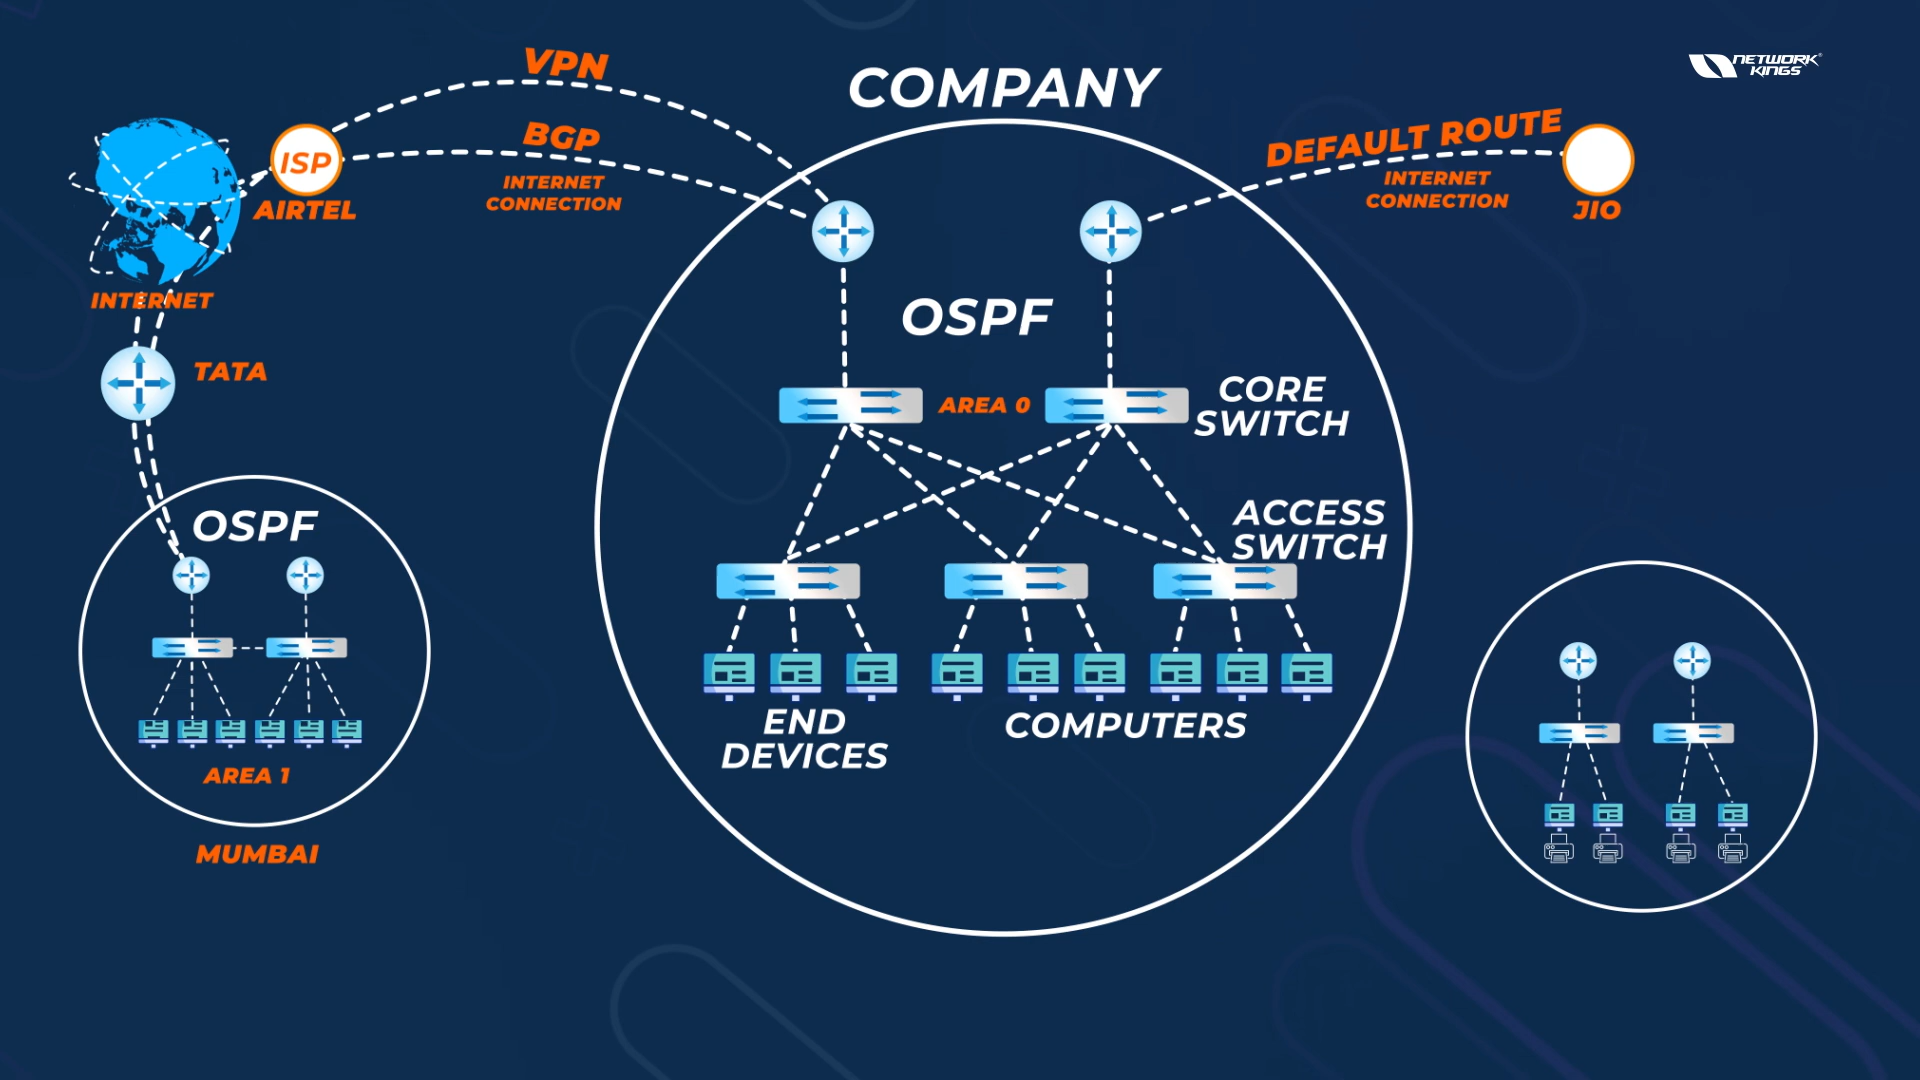 VPN
COMPANY
NETWORK
KINGS
BGP
INTERNET
CONNECTION
DEFAULT ROUTE
INTERNET
CONNECTION
ISP
AIRTEL
JIO
INTERNET
OSPF
TATA
AREA 0
CORE
SWITCH
ACCESS
SWITCH
OSPF
END
DEVICES
COMPUTERS
AREA 1
MUMBAI